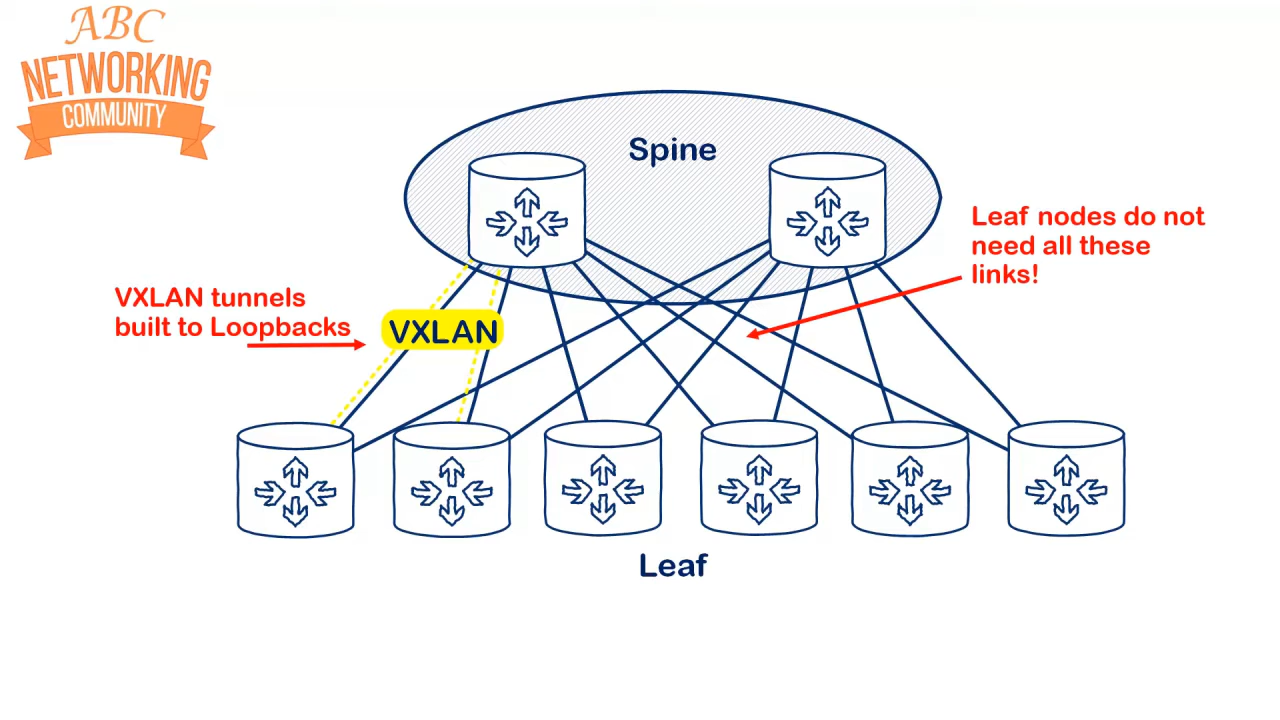 ABC
NETWORKING
COMMUNITY
Spine
Leaf nodes do not
need all these
links!
VXLAN tunnels
built to Loopbacks
VXLAN
Leaf